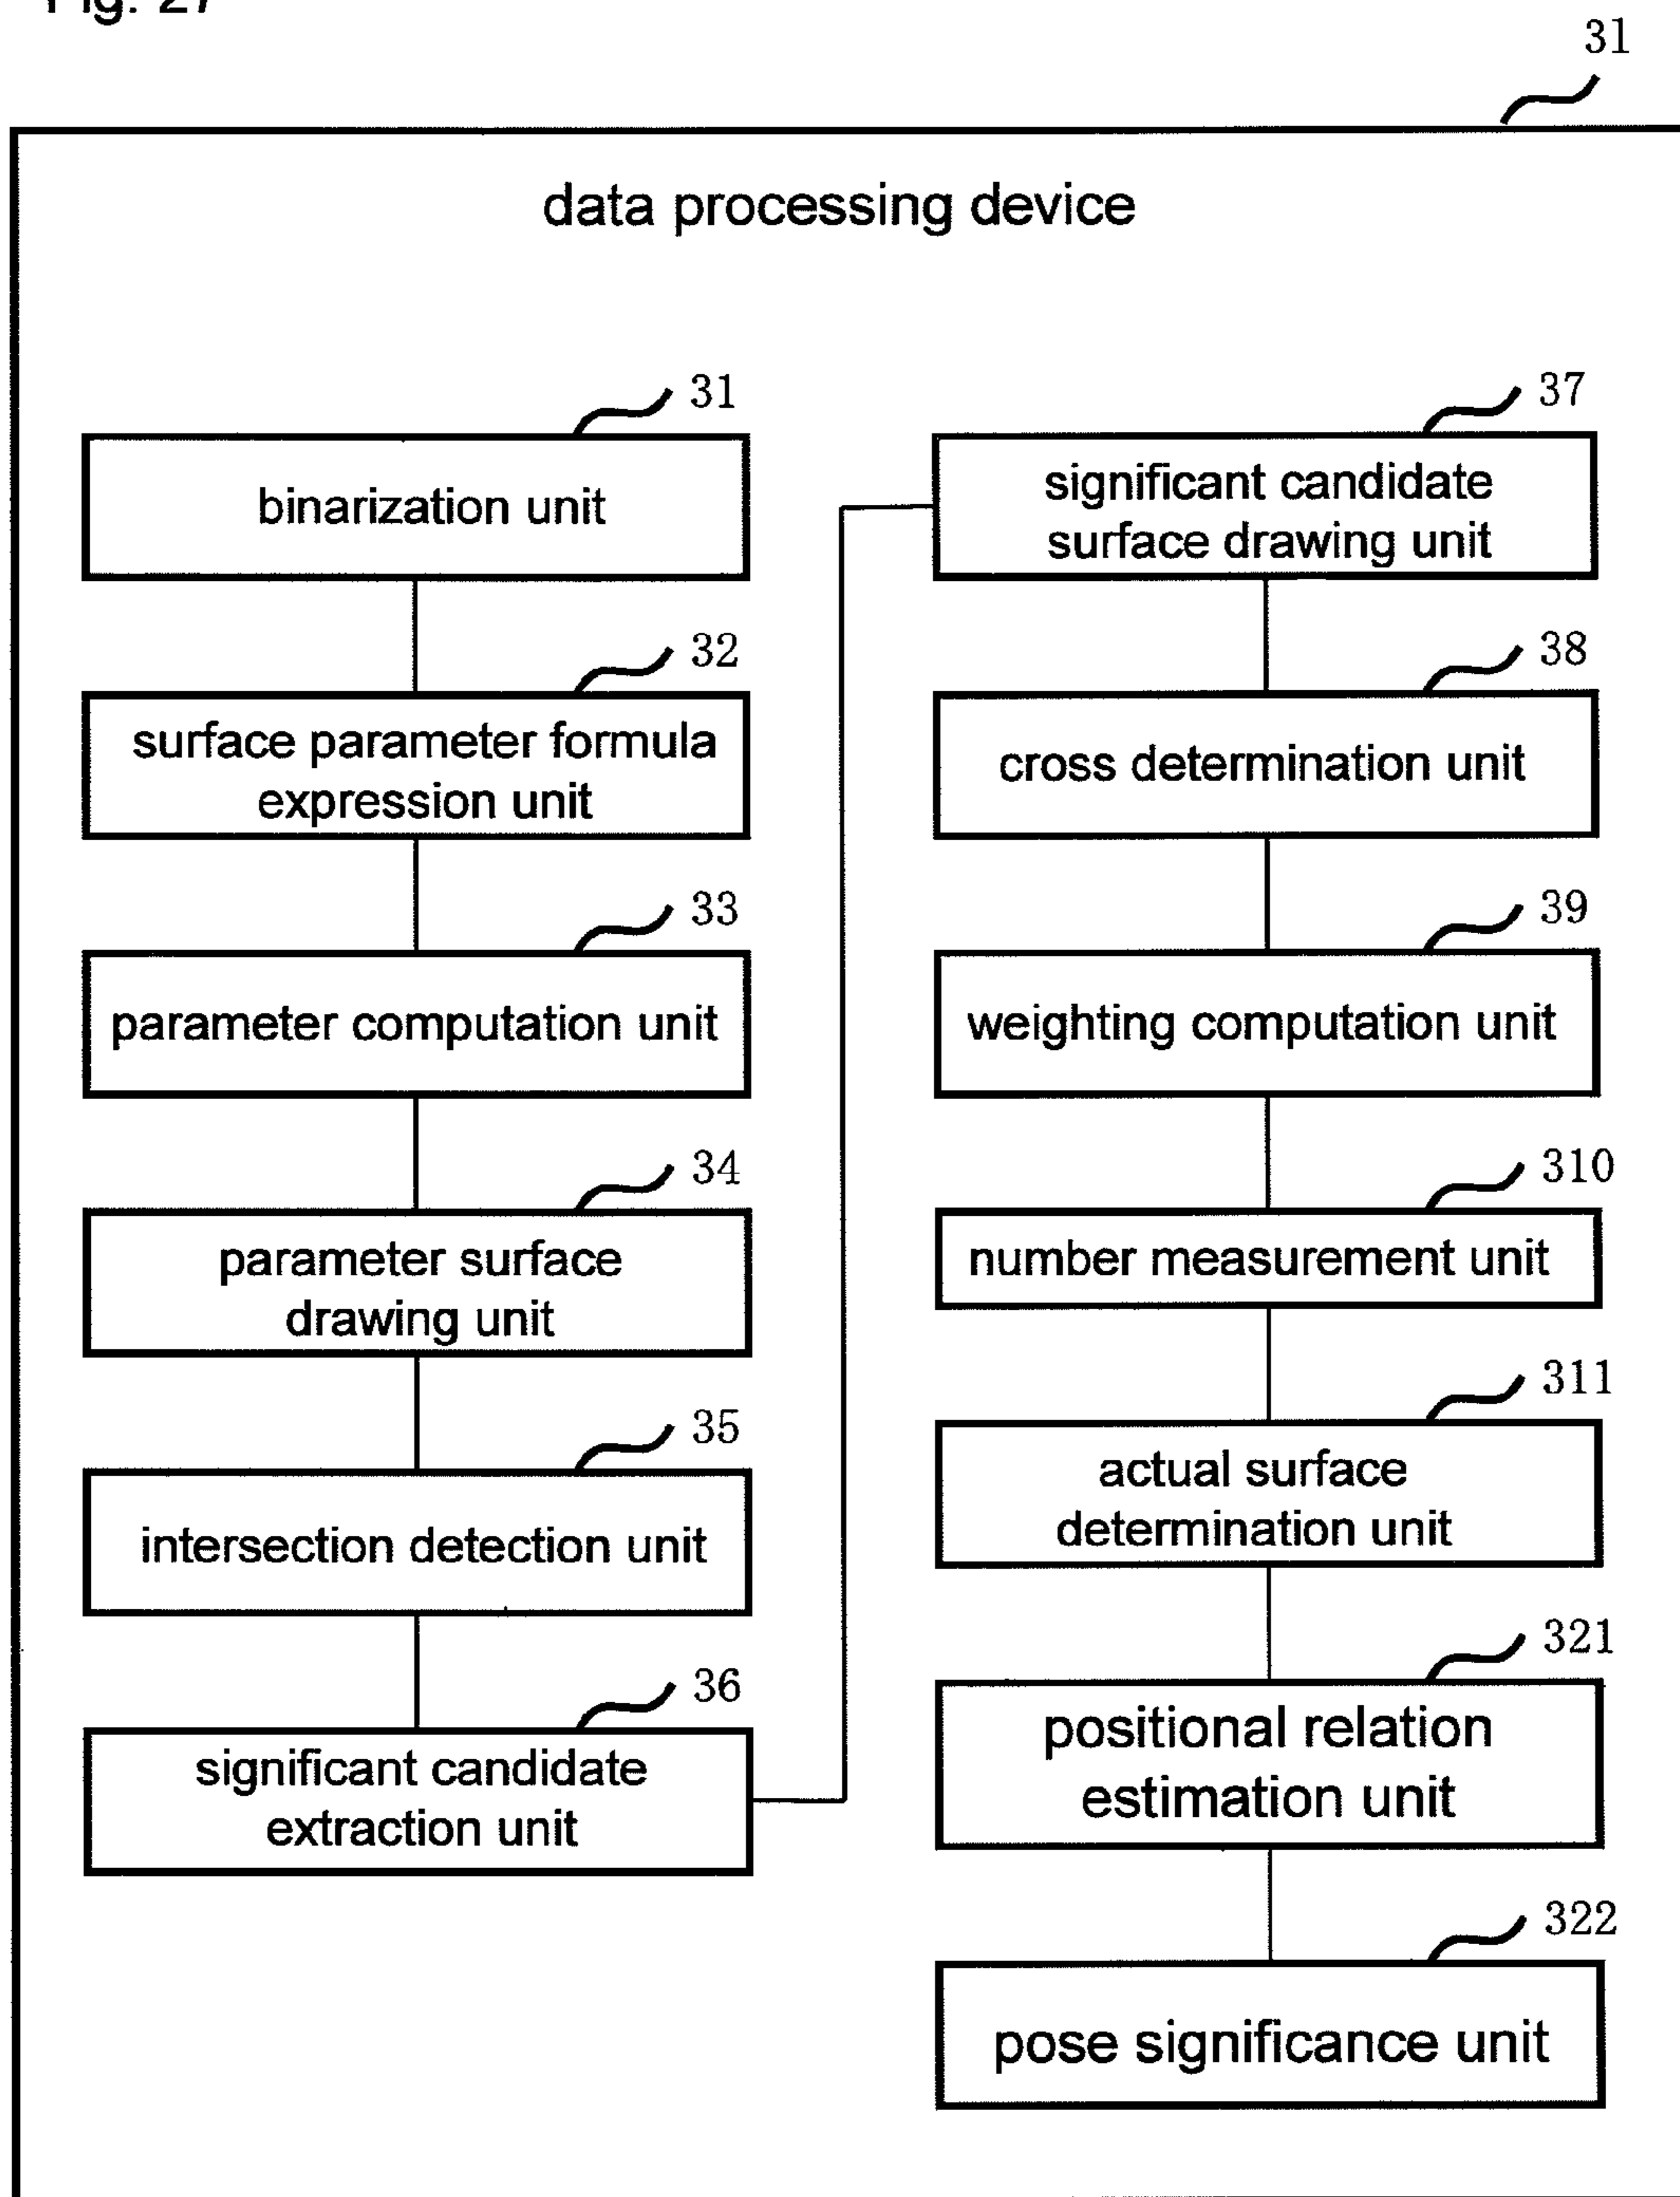 Fig. 27
31
data processing device
31
binarization unit
32
surface parameter formula
expression unit
33
parameter computation unit
34
parameter surface
drawing unit
35
intersection detection unit
36
significant candidate
extraction unit
37
significant candidate
surface drawing unit
38
cross determination unit
39
weighting computation unit
310
number measurement unit
311
actual surface
determination unit
321
positional relation
estimation unit
322
pose significance unit